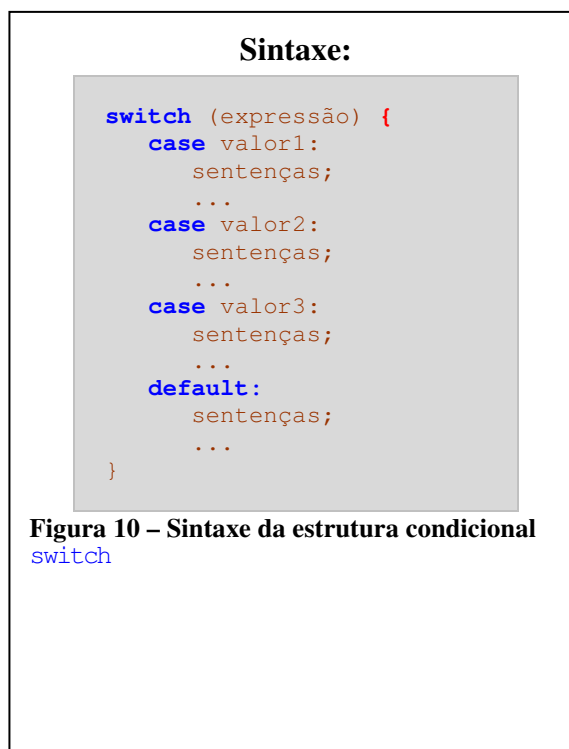 Sintaxe:
switch (expressão) {
case valor1:
sentenças;
...
case valor2:
sentenças;
...
case valor3:
sentenças;
...
default:
sentenças;
...
}
Figura 10 – Sintaxe da estrutura condicional
switch